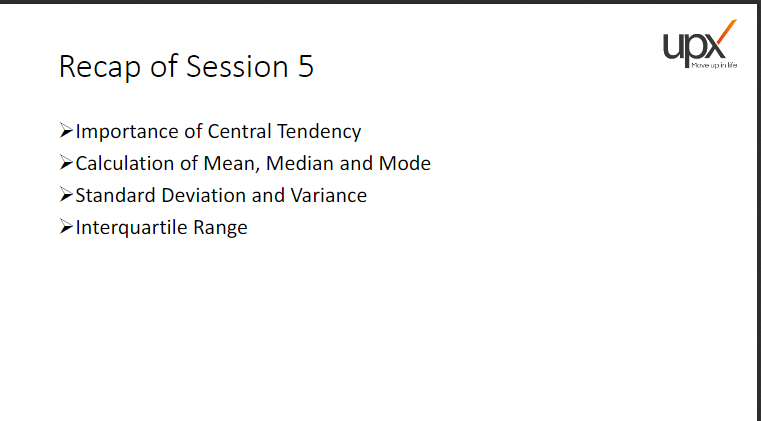 upx
Move up in life
Recap of Session 5
➢Importance of Central Tendency
➢Calculation of Mean, Median and Mode
➢Standard Deviation and Variance
➢Interquartile Range